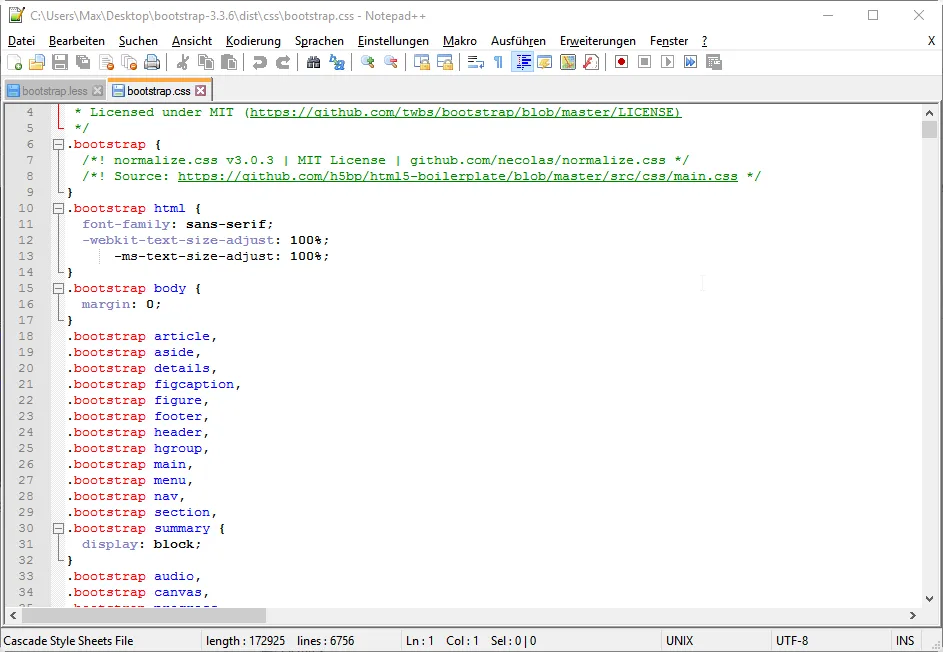 C:\Users\Max\Desktop\bootstrap-3.3.6\dist\css\bootstrap.css - Notepad++
Datei Bearbeiten Suchen Ansicht Kodierung Sprachen Einstellungen Makro Ausführen Erweiterungen Fenster ? X
bootstrap.less bootstrap.css
4 * Licensed under MIT (https://github.com/twbs/bootstrap/blob/master/LICENSE)
5 */
6 .bootstrap {
7 /*! normalize.css v3.0.3 | MIT License | github.com/necolas/normalize.css */
8 /*! Source: https://github.com/h5bp/html5-boilerplate/blob/master/src/css/main.css */
9 }
10 .bootstrap html {
11 font-family: sans-serif;
12 -webkit-text-size-adjust: 100%;
13 -ms-text-size-adjust: 100%;
14 }
15 .bootstrap body {
16 margin: 0;
17 }
18 .bootstrap article,
19 .bootstrap aside,
20 .bootstrap details,
21 .bootstrap figcaption,
22 .bootstrap figure,
23 .bootstrap footer,
24 .bootstrap header,
25 .bootstrap hgroup,
26 .bootstrap main,
27 .bootstrap menu,
28 .bootstrap nav,
29 .bootstrap section,
30 .bootstrap summary {
31 display: block;
32 }
33 .bootstrap audio,
34 .bootstrap canvas,
Cascade Style Sheets File length : 172925 lines : 6756 Ln : 1 Col : 1 Sel : 0 | 0 UNIX UTF-8 INS